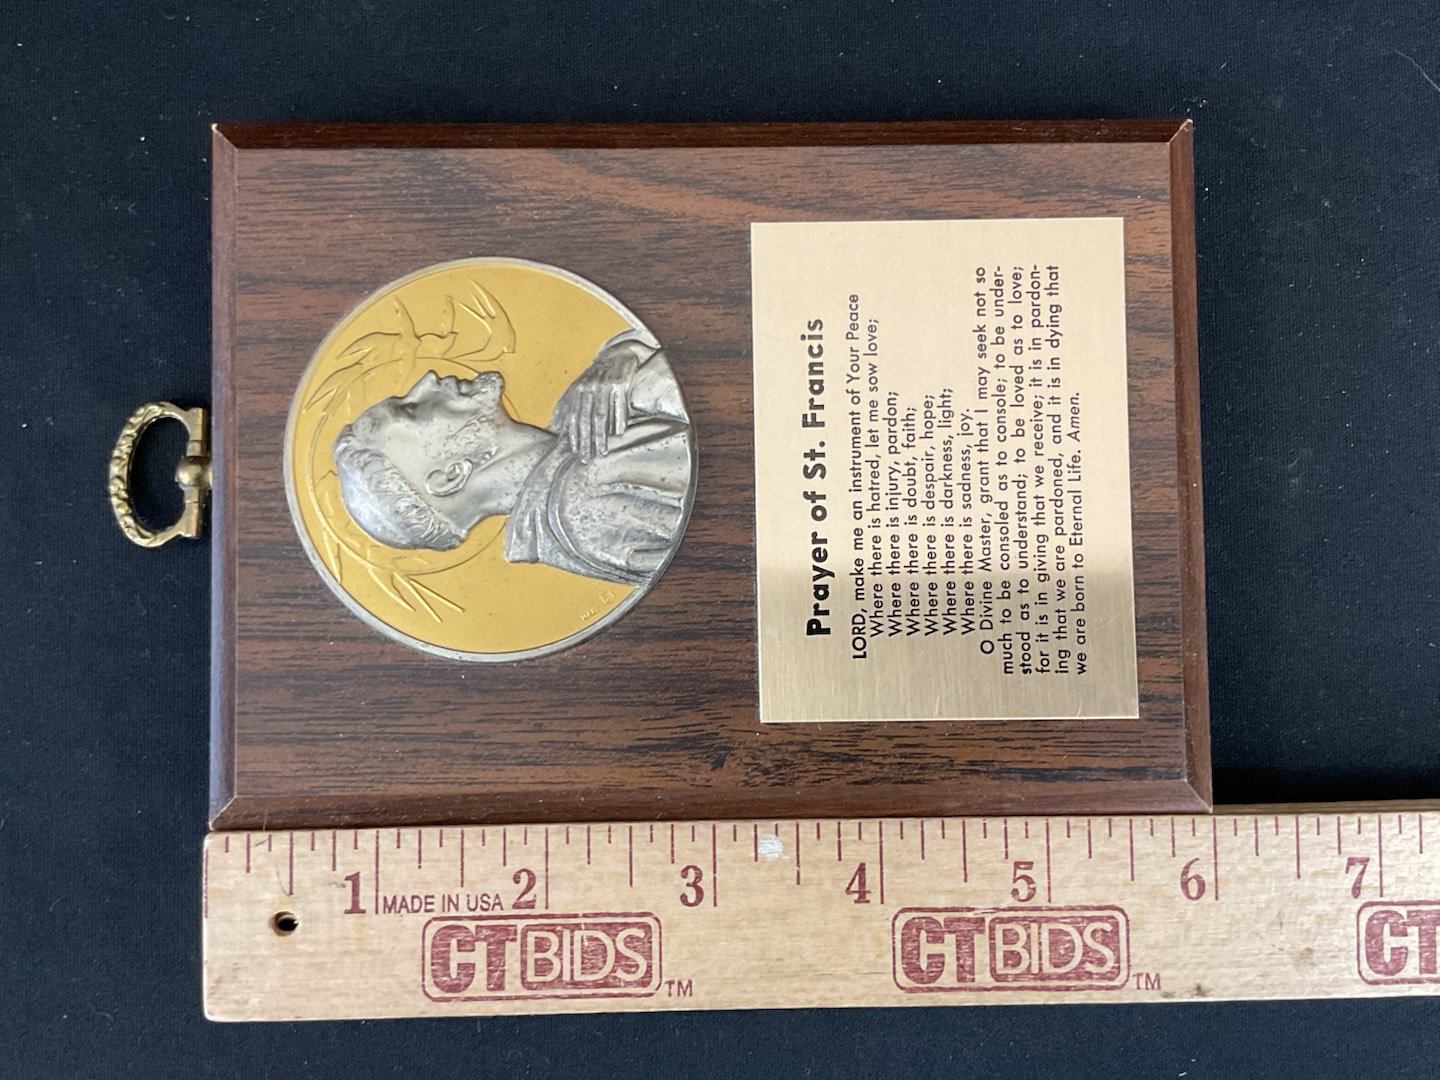 Prayer of St. Francis
LORD, make me an instrument of Your Peace
Where there is hatred, let me sow love;
Where there is injury, pardon;
Where there is doubt, faith;
Where there is despair, hope;
Where there is darkness, light;
Where there is sadness, joy.
O Divine Master, grant that I may seek not so
much to be consoled as to console; to be under-
stood as to understand; to be loved as to love;
for it is in giving that we receive; it is in pardon-
ing that we are pardoned, and it is in dying that
we are born to Eternal Life. Amen.
1 2 3 4 5 6 7
MADE IN USA
CTBIDS™ CTBIDS™ CT